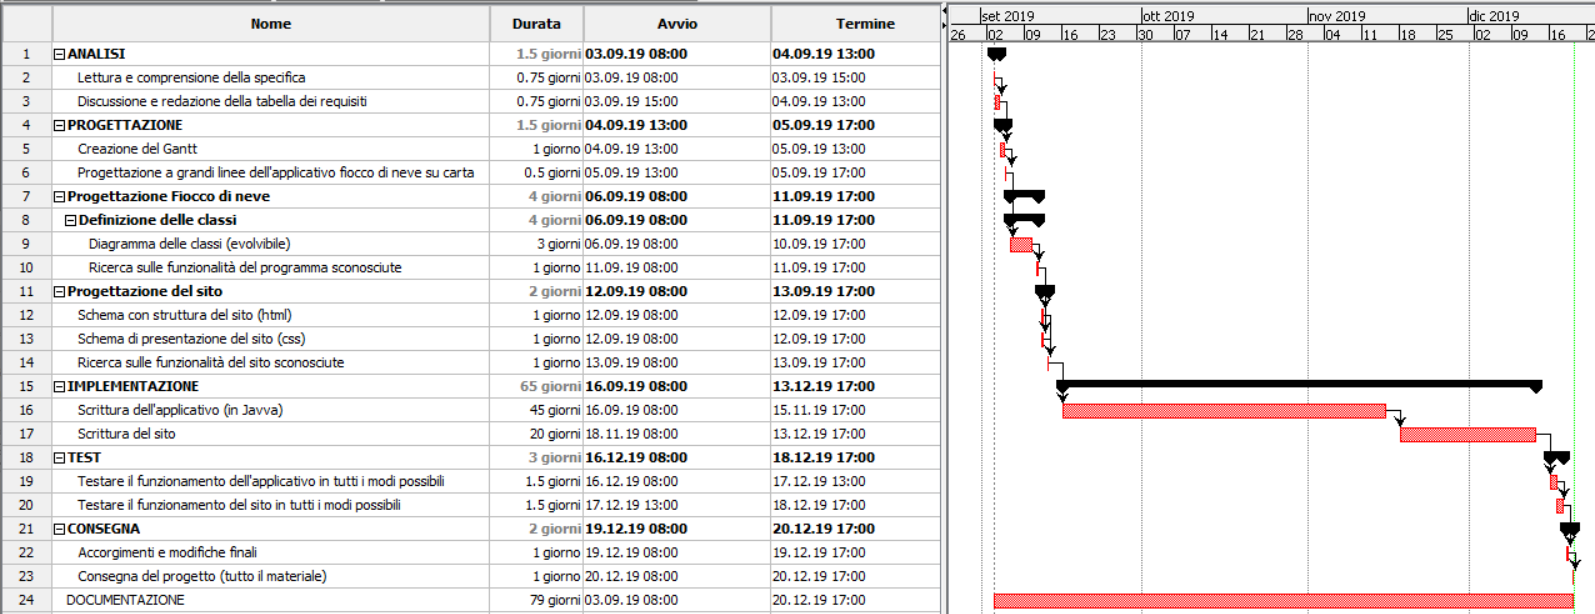 Nome Durata Avvio Termine
set 2019 ott 2019 nov 2019 dic 2019
26 02 09 16 23 30 07 14 21 28 04 11 18 25 02 09 16
1 ANALISI 1.5 giorni 03.09.19 08:00 04.09.19 13:00
2 Lettura e comprensione della specifica 0.75 giorni 03.09.19 08:00 03.09.19 15:00
3 Discussione e redazione della tabella dei requisiti 0.75 giorni 03.09.19 15:00 04.09.19 13:00
4 PROGETTAZIONE 1.5 giorni 04.09.19 13:00 05.09.19 17:00
5 Creazione del Gantt 1 giorno 04.09.19 13:00 05.09.19 13:00
6 Progettazione a grandi linee dell'applicativo fiocco di neve su carta 0.5 giorni 05.09.19 13:00 05.09.19 17:00
7 Progettazione Fiocco di neve 4 giorni 06.09.19 08:00 11.09.19 17:00
8 Definizione delle classi 4 giorni 06.09.19 08:00 11.09.19 17:00
9 Diagramma delle classi (evolvibile) 3 giorni 06.09.19 08:00 10.09.19 17:00
10 Ricerca sulle funzionalità del programma sconosciute 1 giorno 11.09.19 08:00 11.09.19 17:00
11 Progettazione del sito 2 giorni 12.09.19 08:00 13.09.19 17:00
12 Schema con struttura del sito (html) 1 giorno 12.09.19 08:00 12.09.19 17:00
13 Schema di presentazione del sito (css) 1 giorno 12.09.19 08:00 12.09.19 17:00
14 Ricerca sulle funzionalità del sito sconosciute 1 giorno 13.09.19 08:00 13.09.19 17:00
15 IMPLEMENTAZIONE 65 giorni 16.09.19 08:00 13.12.19 17:00
16 Scrittura dell'applicativo (in Javva) 45 giorni 16.09.19 08:00 15.11.19 17:00
17 Scrittura del sito 20 giorni 18.11.19 08:00 13.12.19 17:00
18 TEST 3 giorni 16.12.19 08:00 18.12.19 17:00
19 Testare il funzionamento dell'applicativo in tutti i modi possibili 1.5 giorni 16.12.19 08:00 17.12.19 13:00
20 Testare il funzionamento del sito in tutti i modi possibili 1.5 giorni 17.12.19 13:00 18.12.19 17:00
21 CONSEGNA 2 giorni 19.12.19 08:00 20.12.19 17:00
22 Accorgimenti e modifiche finali 1 giorno 19.12.19 08:00 19.12.19 17:00
23 Consegna del progetto (tutto il materiale) 1 giorno 20.12.19 08:00 20.12.19 17:00
24 DOCUMENTAZIONE 79 giorni 03.09.19 08:00 20.12.19 17:00